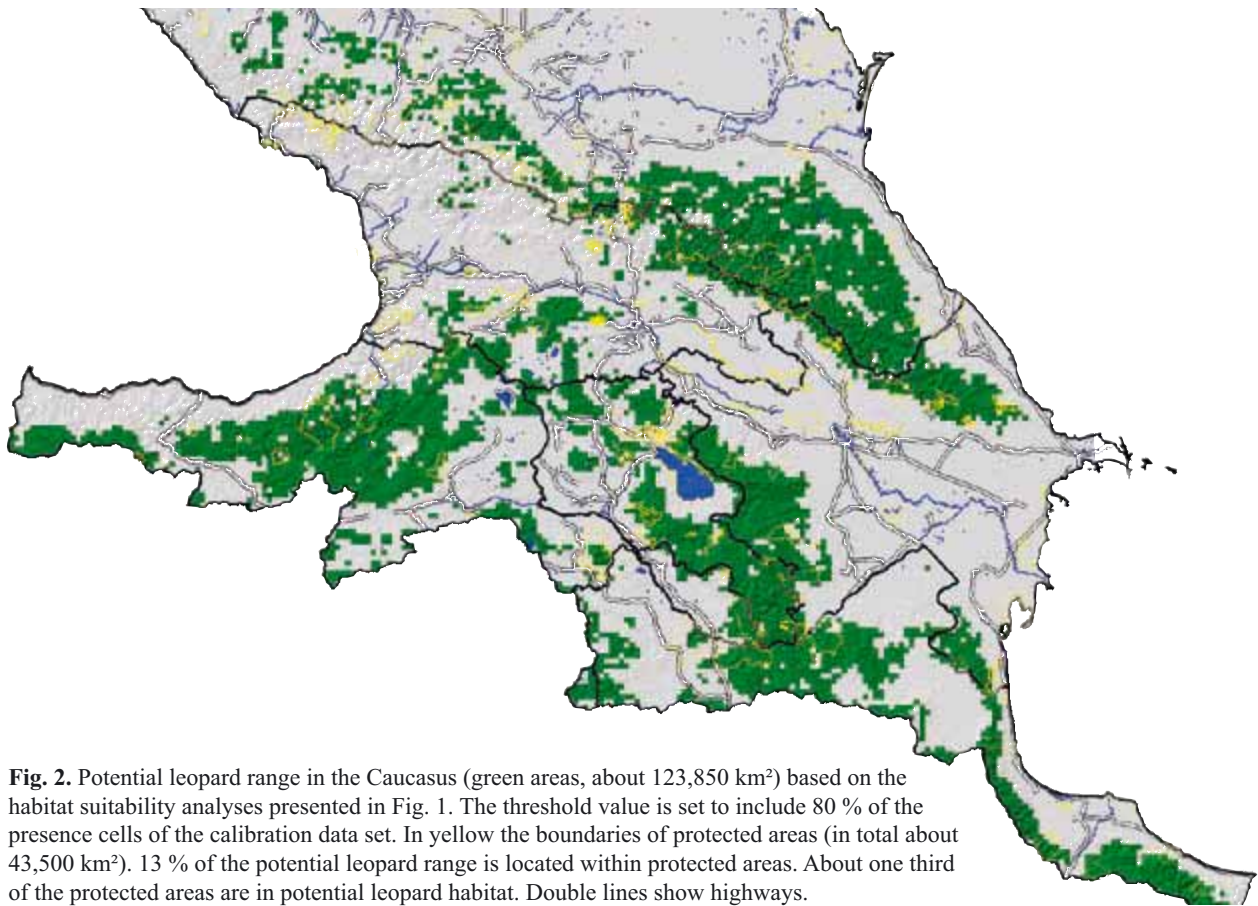 Fig. 2. Potential leopard range in the Caucasus (green areas, about 123,850 km²) based on the
habitat suitability analyses presented in Fig. 1. The threshold value is set to include 80 % of the
presence cells of the calibration data set. In yellow the boundaries of protected areas (in total about
43,500 km²). 13 % of the potential leopard range is located within protected areas. About one third
of the protected areas are in potential leopard habitat. Double lines show highways.